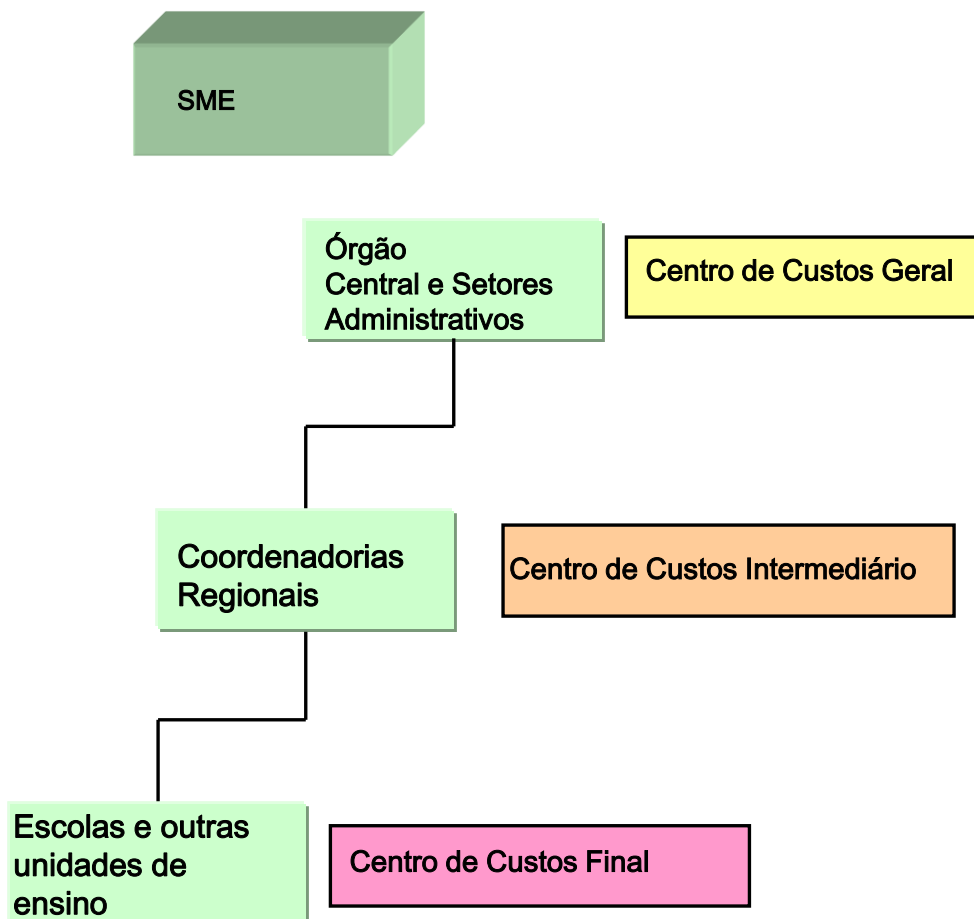 SME
Órgão
Central e Setores
Administrativos
Centro de Custos Geral
Coordenadorias
Regionais
Centro de Custos Intermediário
Escolas e outras
unidades de
ensino
Centro de Custos Final